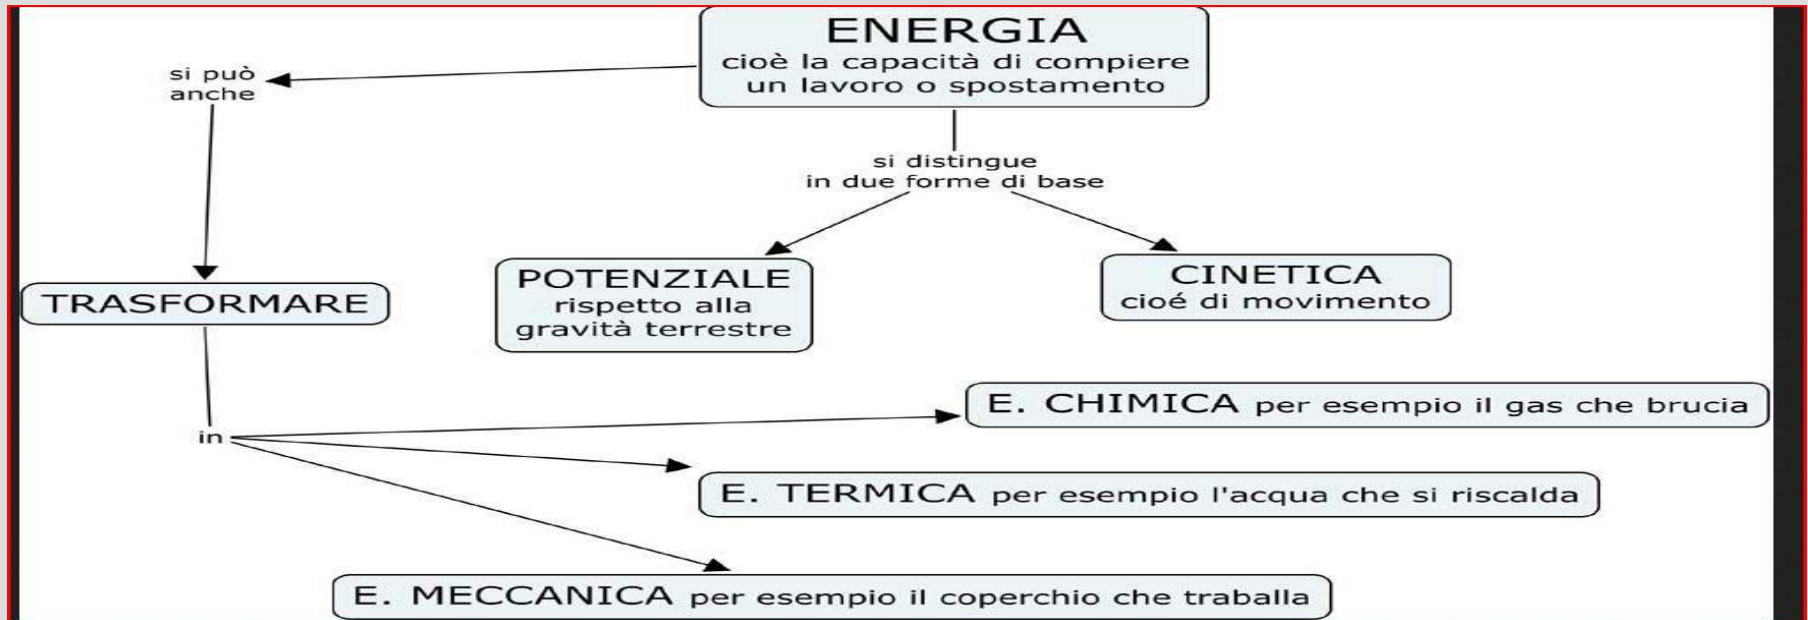 ENERGIA
cioè la capacità di compiere
un lavoro o spostamento
si può
anche
si distingue
in due forme di base
TRASFORMARE
POTENZIALE
rispetto alla
gravità terrestre
CINETICA
cioé di movimento
in
E. CHIMICA per esempio il gas che brucia
E. TERMICA per esempio l'acqua che si riscalda
E. MECCANICA per esempio il coperchio che traballa